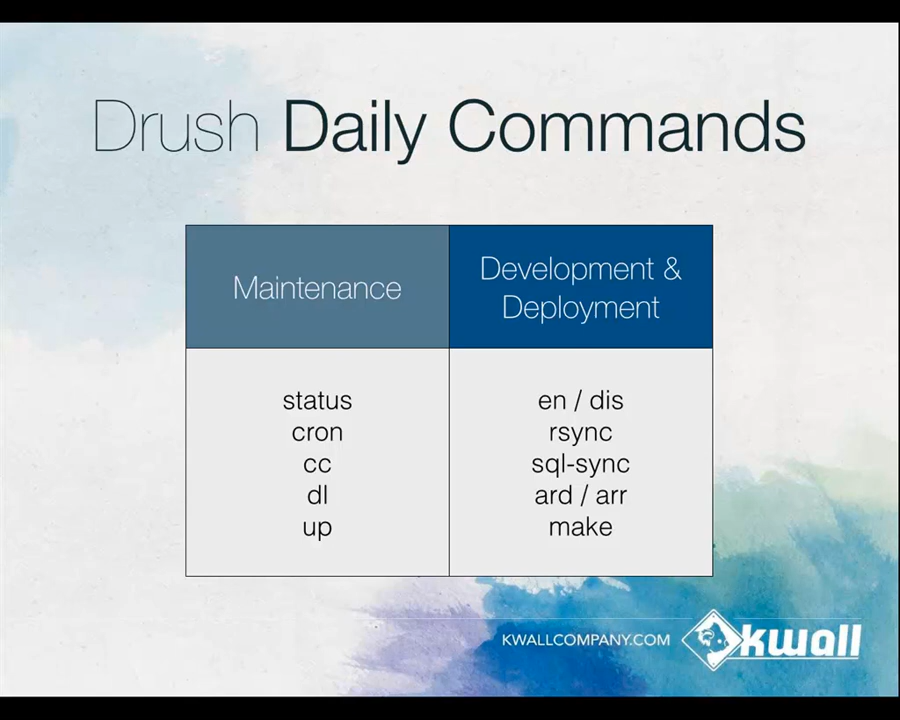 Drush Daily Commands
Maintenance
Development &
Deployment
status
cron
cc
dl
up
en / dis
rsync
sql-sync
ard / arr
make
KWALLCOMPANY.COM
kwall